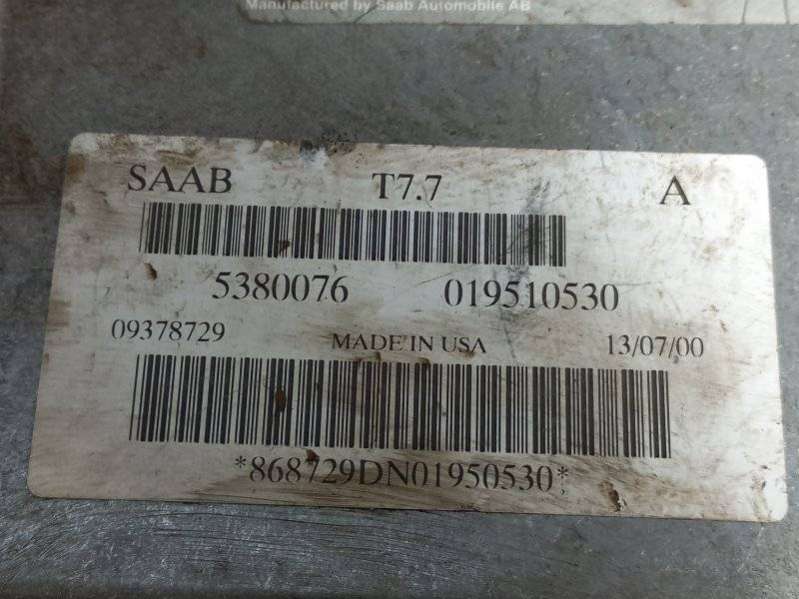 Manufactured by Saab Automobile AB
SAAB T7.7 A
5380076 019510530
09378729 MADE IN USA 13/07/00
*868729DN01950530*